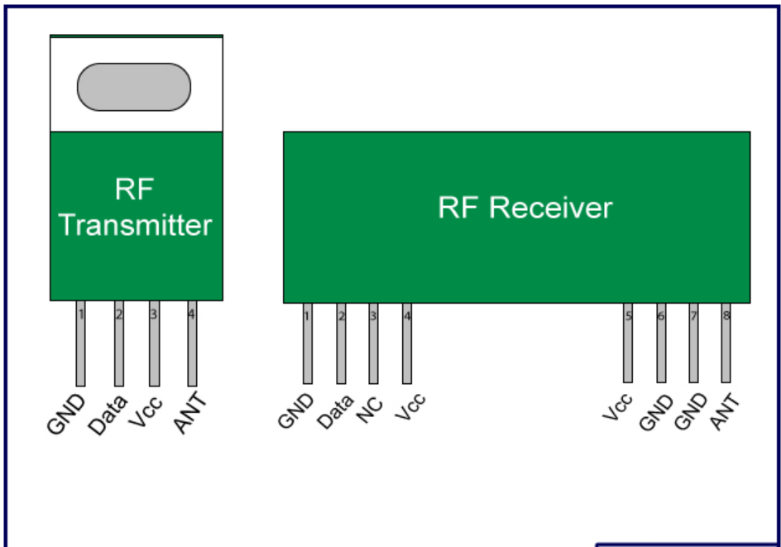 RF
Transmitter
RF Receiver
1 2 3 4
1 2 3 4
5 6 7 8
GND Data Vcc ANT
GND Data NC Vcc
Vcc GND GND ANT